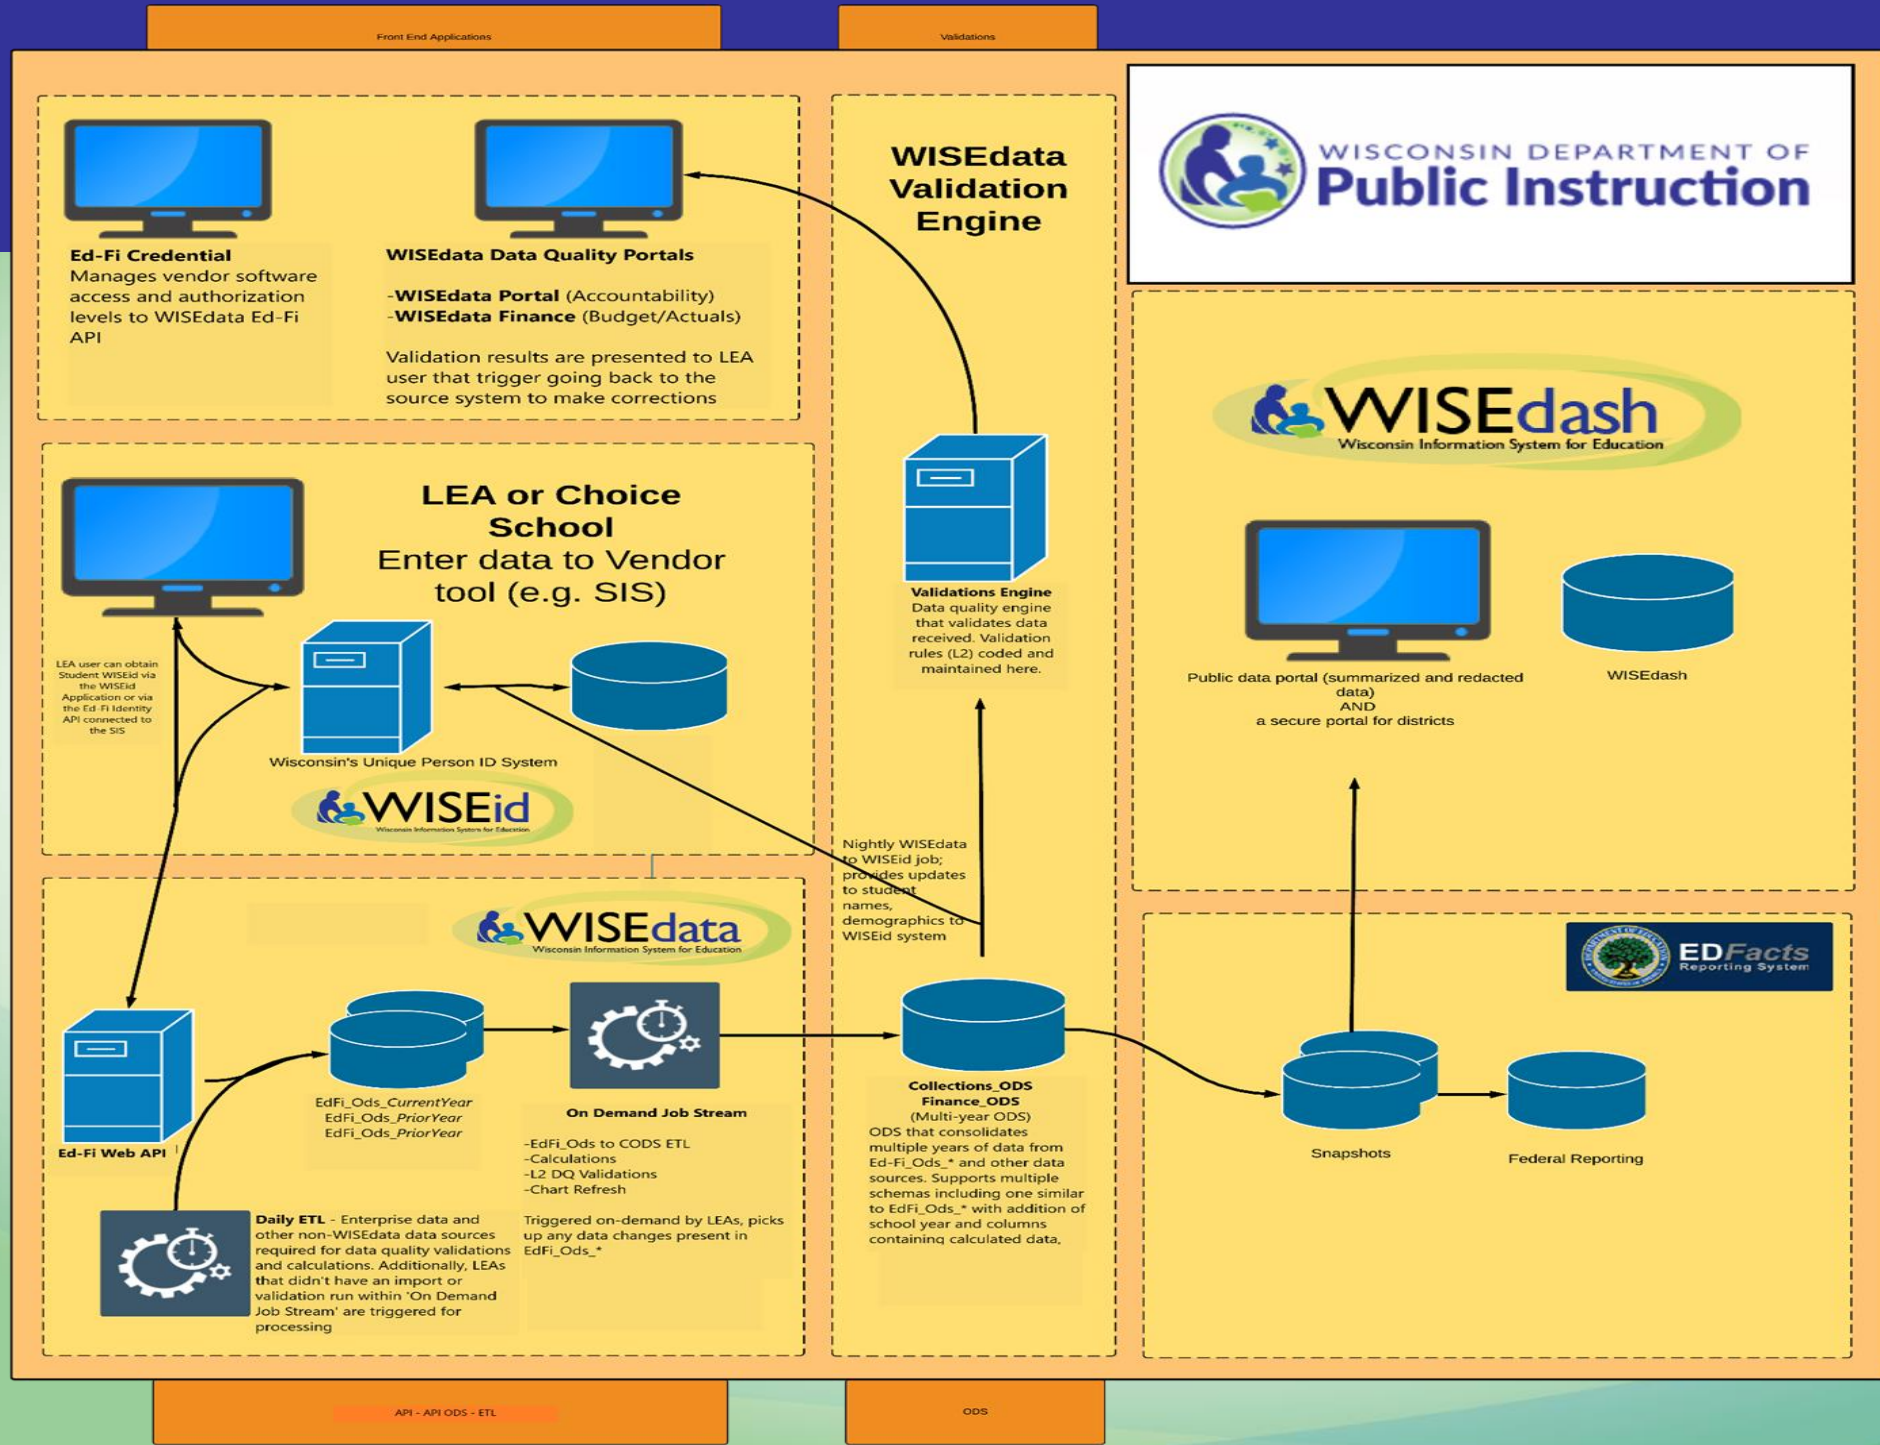 Front End Applications
Validations
Ed-Fi Credential
Manages vendor software
access and authorization
levels to WISEdata Ed-Fi
API
WISEdata Data Quality Portals
-WISEdata Portal (Accountability)
-WISEdata Finance (Budget/Actuals)
Validation results are presented to LEA
user that trigger going back to the
source system to make corrections
WISEdata
Validation
Engine
WISCONSIN DEPARTMENT OF
Public Instruction
LEA or Choice
School
Enter data to Vendor
tool (e.g. SIS)
LEA user can obtain
Student WISEid via
the WISEid
Application or via
the Ed-Fi Identity
API connected to
the SIS
Wisconsin's Unique Person ID System
WISEid
Wisconsin Information System for Education
Validations Engine
Data quality engine
that validates data
received. Validation
rules (L2) coded and
maintained here.
WISEdash
Wisconsin Information System for Education
Public data portal (summarized and redacted
data)
AND
a secure portal for districts
WISEdash
Nightly WISEdata
to WISEid job;
provides updates
to student
names,
demographics to
WISEid system
WISEdata
Wisconsin Information System for Education
Ed-Fi Web API
EdFi_Ods_CurrentYear
EdFi_Ods_PriorYear
EdFi_Ods_PriorYear
On Demand Job Stream
-EdFi_Ods to CODS ETL
-Calculations
-L2 DQ Validations
-Chart Refresh
Triggered on-demand by LEAs, picks
up any data changes present in
EdFi_Ods_*
Daily ETL - Enterprise data and
other non-WISEdata data sources
required for data quality validations
and calculations. Additionally, LEAs
that didn't have an import or
validation run within 'On Demand
Job Stream' are triggered for
processing
Collections_ODS
Finance_ODS
(Multi-year ODS)
ODS that consolidates
multiple years of data from
Ed-Fi_Ods_* and other data
sources. Supports multiple
schemas including one similar
to EdFi_Ods_* with addition of
school year and columns
containing calculated data,
EDFacts
Reporting System
Snapshots
Federal Reporting
API - API ODS - ETL
ODS